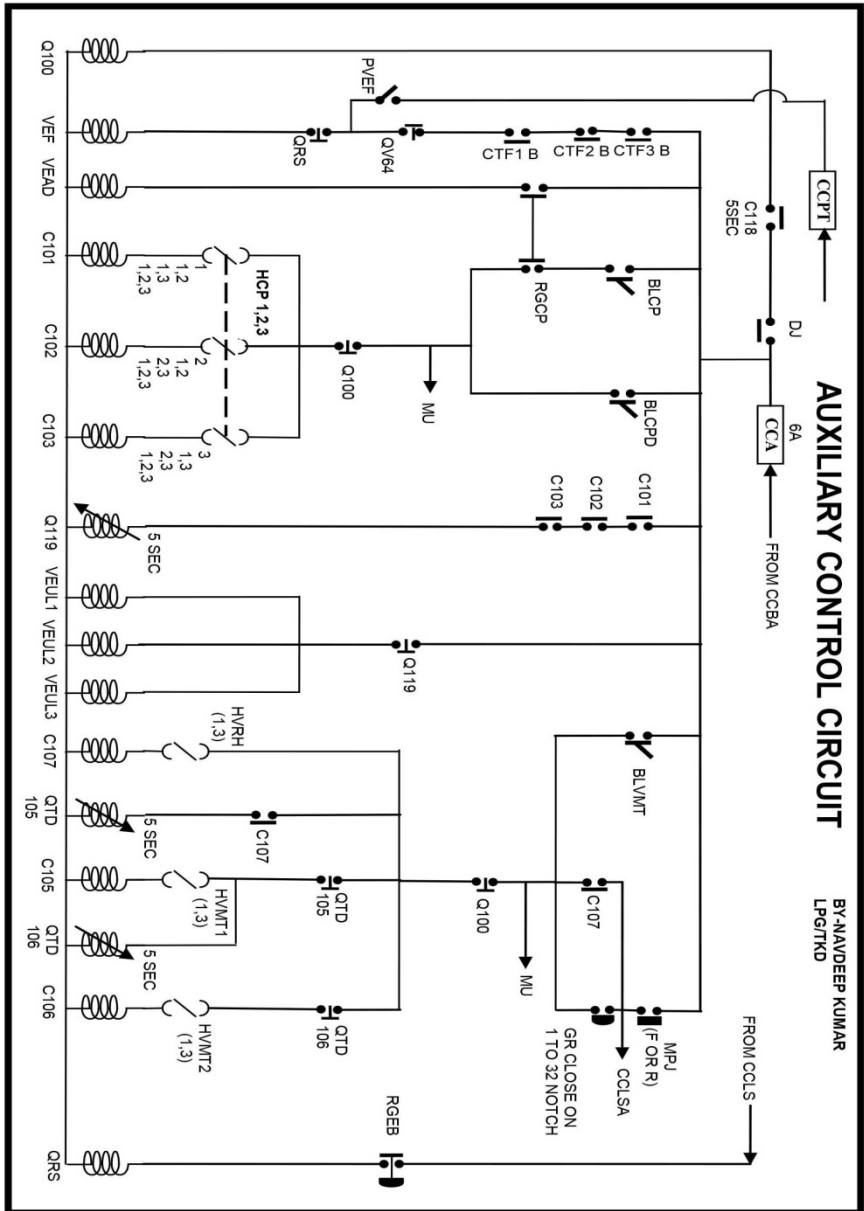 AUXILIARY CONTROL CIRCUIT
BY-NAVDEEP KUMAR
LPG/TKD
CCPT
6A
CCA
FROM CCBA
FROM CCLS
C118
5SEC
DJ
PVEF
QRS
QV64
CTF1 B
CTF2 B
CTF3 B
RGCP
BLCP
BLCPD
MU
Q100
HCP 1,2,3
1
1,2
1,3
1,2,3
2
1,2
2,3
1,2,3
3
1,3
2,3
1,2,3
C103
C102
C101
5 SEC
Q119
BLVMT
MPJ
(F OR R)
GR CLOSE ON
1 TO 32 NOTCH
CCLSA
C107
MU
Q100
HVRH
(1,3)
C107
5 SEC
QTD
105
HVMT1
(1,3)
5 SEC
QTD
106
HVMT2
(1,3)
RGEB
Q100
VEF
VEAD
C101
C102
C103
Q119
VEUL1
VEUL2
VEUL3
C107
QTD
105
C105
QTD
106
C106
QRS